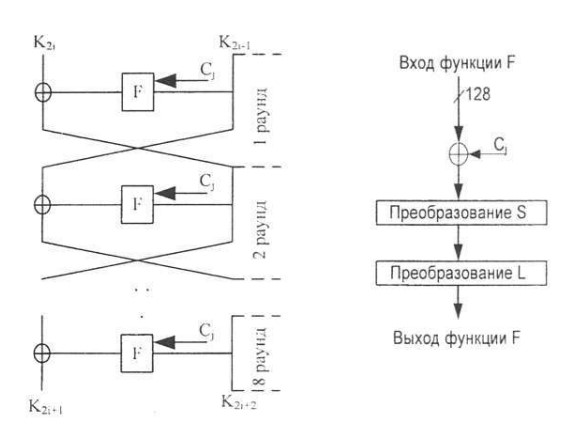 K₂ᵢ K₂ᵢ₋₁
F Cⱼ
1 раунд
F Cⱼ
2 раунд
. .
.
F Cⱼ
8 раунд
K₂ᵢ₊₁ K₂ᵢ₊₂
Вход функции F
128
Cⱼ
Преобразование S
Преобразование L
Выход функции F